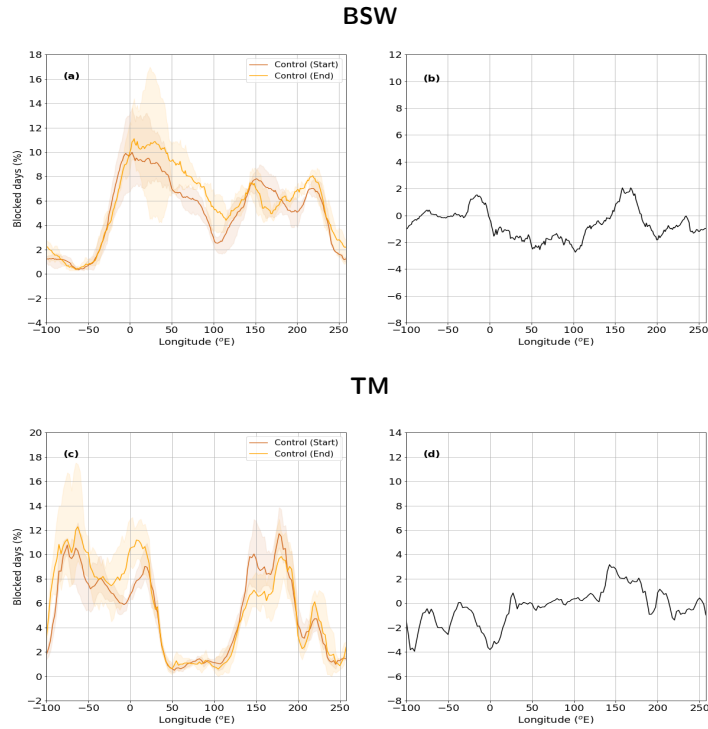 BSW
(a)
Control (Start)
Control (End)
18
16
14
12
10
8
6
4
2
0
−2
−4
−100 −50 0 50 100 150 200 250
Blocked days (%)
Longitude (°E)
(b)
12
10
8
6
4
2
0
−2
−4
−6
−8
−100 −50 0 50 100 150 200 250
Longitude (°E)
TM
(c)
Control (Start)
Control (End)
20
18
16
14
12
10
8
6
4
2
0
−2
−100 −50 0 50 100 150 200 250
Blocked days (%)
Longitude (°E)
(d)
14
12
10
8
6
4
2
0
−2
−4
−6
−8
−100 −50 0 50 100 150 200 250
Longitude (°E)